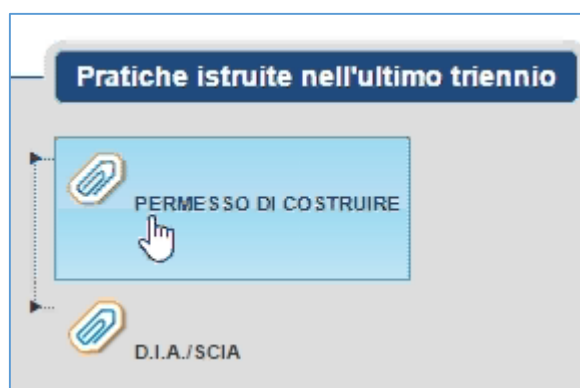 Pratiche istruite nell'ultimo triennio
PERMESSO DI COSTRUIRE
D.I.A./SCIA